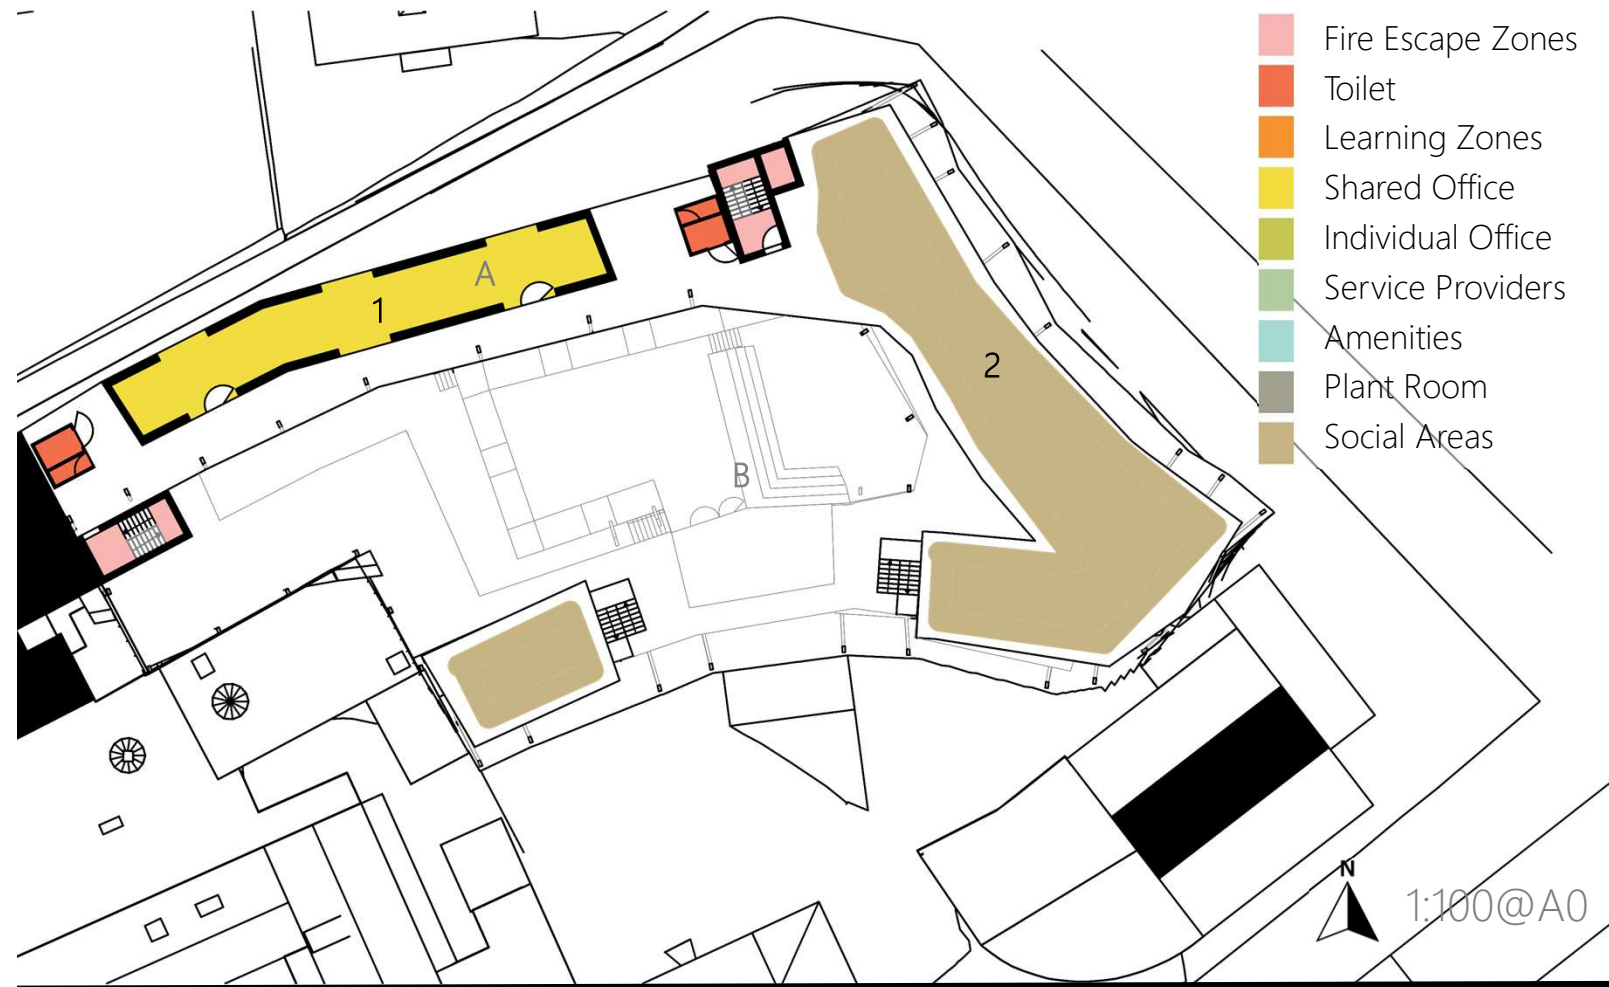 Fire Escape Zones
Toilet
Learning Zones
Shared Office
Individual Office
Service Providers
Amenities
Plant Room
Social Areas
A
1
2
B
N
1:100@A0